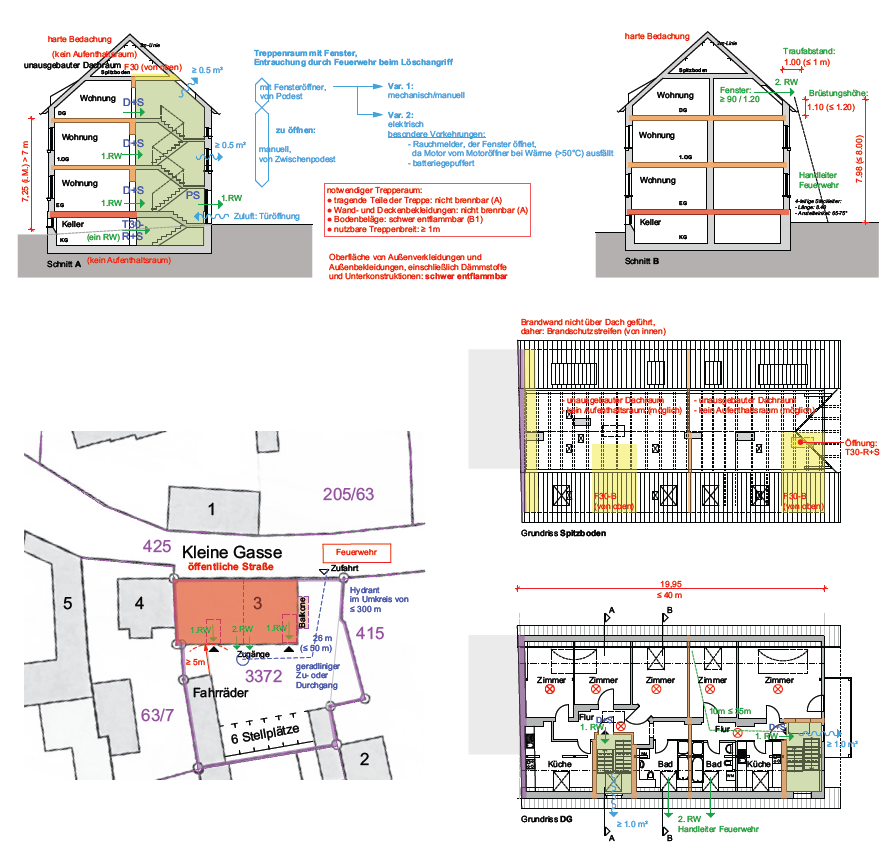 harte Bedachung
2m-Linie
(kein Aufenthaltsraum)
unausgebauter Dachraum
F30 (von oben)
Spitzboden
≥ 0.5 m²
Wohnung
D+S
DG
Wohnung
D+S
1.RW
1.OG
≥ 0.5 m²
Wohnung
D+S
1.RW
EG
PS
1.RW
Keller
T30-
R+S
(ein RW)
KG
Zuluft: Türöffnung
7,25 (i.M.) > 7 m
Schnitt A
(kein Aufenthaltsraum)
Treppenraum mit Fenster,
Entrauchung durch Feuerwehr beim Löschangriff
mit Fensteröffner,
von Podest
zu öffnen:
manuell,
von Zwischenpodest
Var. 1:
mechanisch/manuell
Var. 2:
elektrisch
besondere Vorkehrungen:
- Rauchmelder, der Fenster öffnet,
da Motor vom Motoröffner bei Wärme (>50°C) ausfällt
- batteriegepuffert
notwendiger Trepperaum:
● tragende Teile der Treppe: nicht brennbar (A)
● Wand- und Deckenbekleidungen: nicht brennbar (A)
● Bodenbeläge: schwer entflammbar (B1)
● nutzbare Treppenbreit: ≥ 1m
Oberfläche von Außenverkleidungen und
Außenbekleidungen, einschließlich Dämmstoffe
und Unterkonstruktionen: schwer entflammbar
harte Bedachung
2m-Linie
Spitzboden
Traufabstand:
1.00 (≤ 1 m)
2. RW
Fenster:
≥ 90 / 1.20
Brüstungshöhe:
1.10 (≤ 1.20)
Wohnung
DG
Wohnung
1.OG
Wohnung
EG
Keller
KG
Handleiter
Feuerwehr
4-teilige Steckleiter:
- Länge: 8.40
- Anstellwinkel: 65-75°
7.98 (≤ 8.00)
Schnitt B
Brandwand nicht über Dach geführt,
daher: Brandschutzstreifen (von innen)
unausgebauter Dachraum
kein Aufenthaltsraum (möglich)
- unausgebauter Dachraum
- kein Aufenthaltsraum (möglich)
Öffnung:
T30-R+S
F30-B
(von oben)
F30-B
(von oben)
Grundriss Spitzboden
205/63
1
425
Kleine Gasse
öffentliche Straße
Feuerwehr
Zufahrt
5
4
3
Balkone
Hydrant
im Umkreis von
≤ 300 m
1.RW
2.RW
1.RW
26 m
(≤ 50 m)
415
≥ 5m
Zugänge
geradliniger
Zu- oder
Durchgang
3372
Fahrräder
63/7
6 Stellplätze
2
19,95
≤ 40 m
A
B
Zimmer
Zimmer
Zimmer
Zimmer
Flur
D+S
1. RW
10m ≤ 35m
Flur
D+S
1. RW
≥ 1.0 m²
Küche
Bad
Bad
Küche
Grundriss DG
≥ 1.0 m²
A
B
2. RW
Handleiter Feuerwehr